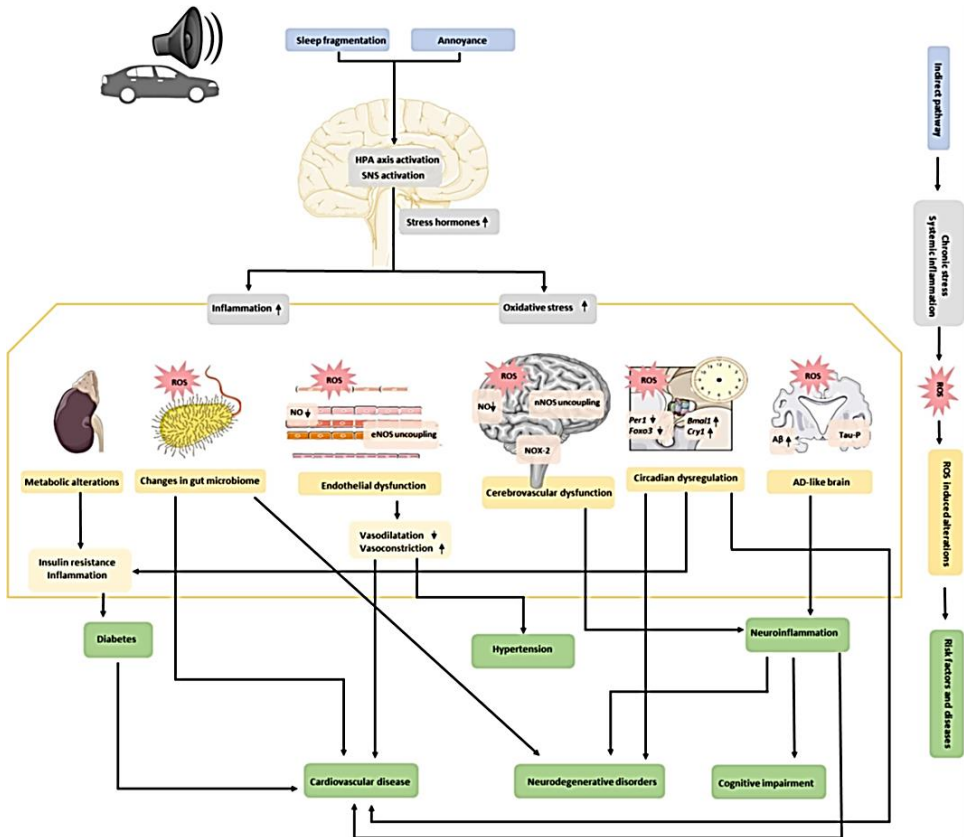 Sleep fragmentation
Annoyance
HPA axis activation
SNS activation
Stress hormones ↑
Inflammation ↑
Oxidative stress ↑
ROS
NO ↓
ROS
eNOS uncoupling
ROS
NO↓
nNOS uncoupling
NOX-2
ROS
Per1 ↓
Foxo3 ↓
Bmal1 ↑
Cry1 ↑
ROS
Aβ ↑
Tau-P
Metabolic alterations
Changes in gut microbiome
Endothelial dysfunction
Cerebrovascular dysfunction
Circadian dysregulation
AD-like brain
Vasodilatation ↓
Vasoconstriction ↑
Insulin resistance
Inflammation
Diabetes
Hypertension
Neuroinflammation
Cardiovascular disease
Neurodegenerative disorders
Cognitive impairment
Indirect pathway
Chronic stress
Systemic inflammation
ROS
ROS induced alterations
Risk factors and diseases